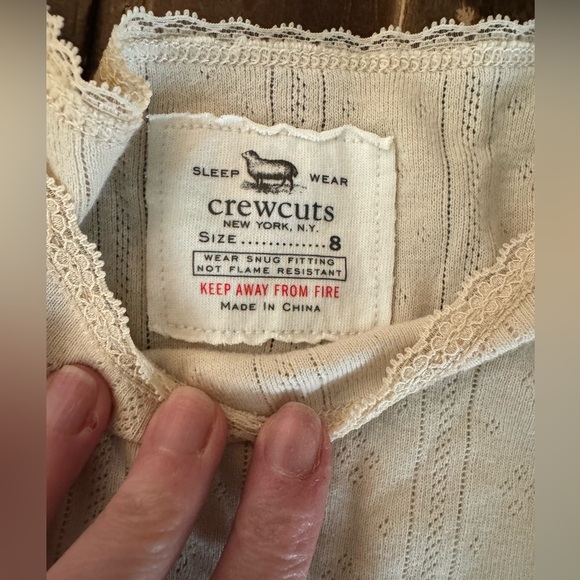 SLEEP WEAR
crewcuts
NEW YORK, N.Y.
SIZE.............8
WEAR SNUG FITTING
NOT FLAME RESISTANT
KEEP AWAY FROM FIRE
MADE IN CHINA